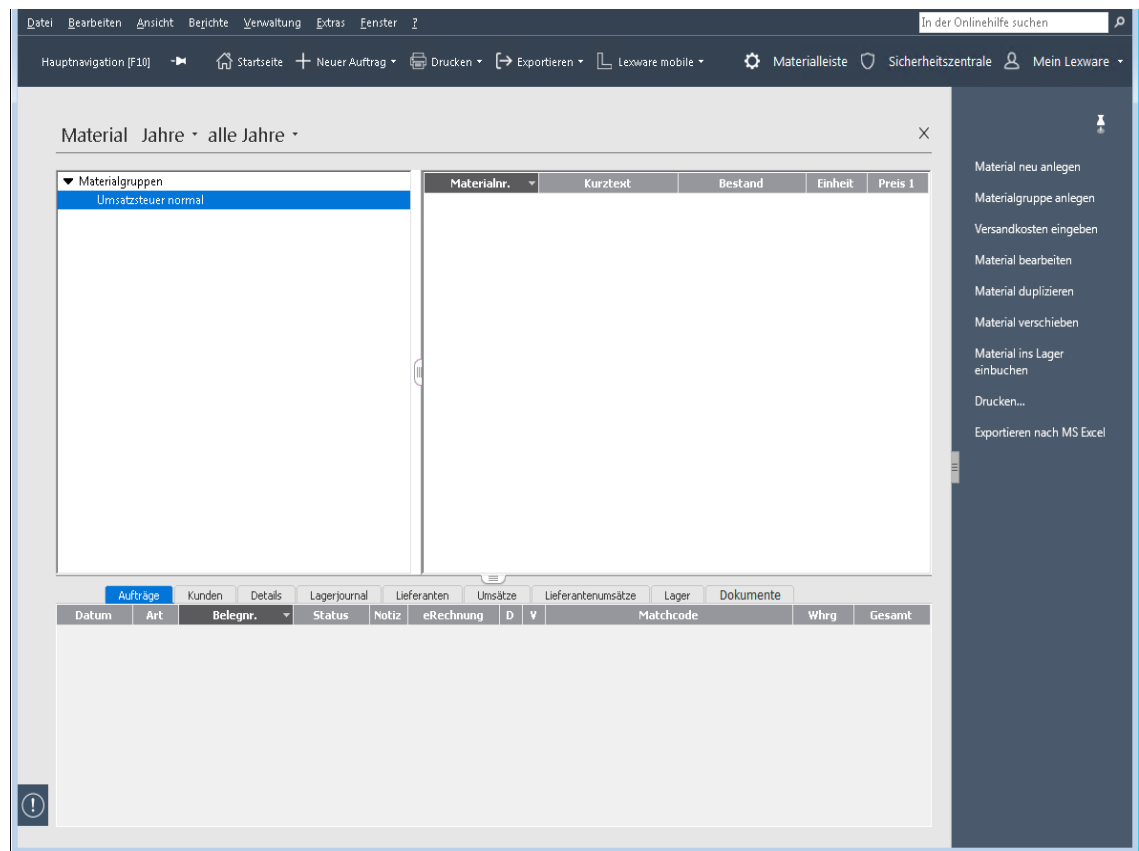 Datei Bearbeiten Ansicht Berichte Verwaltung Extras Fenster ? In der Onlinehilfe suchen
Hauptnavigation [F10] Startseite Neuer Auftrag Drucken Exportieren Lexware mobile Materialleiste Sicherheitszentrale Mein Lexware
Material Jahre alle Jahre
Materialgruppen
Umsatzsteuer normal
Materialnr. Kurztext Bestand Einheit Preis 1
Aufträge Kunden Details Lagerjournal Lieferanten Umsätze Lieferantenumsätze Lager Dokumente
Datum Art Belegnr. Status Notiz eRechnung D V Matchcode Whrg Gesamt
Material neu anlegen
Materialgruppe anlegen
Versandkosten eingeben
Material bearbeiten
Material duplizieren
Material verschieben
Material ins Lager
einbuchen
Drucken...
Exportieren nach MS Excel